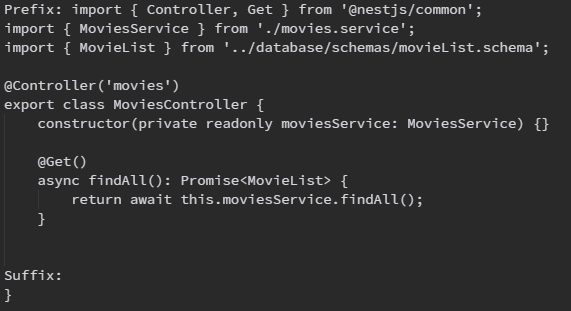 Prefix: import { Controller, Get } from '@nestjs/common';
import { MoviesService } from './movies.service';
import { MovieList } from '../database/schemas/movieList.schema';

@Controller('movies')
export class MoviesController {
    constructor(private readonly moviesService: MoviesService) {}

    @Get()
    async findAll(): Promise<MovieList> {
        return await this.moviesService.findAll();
    }


Suffix:
}